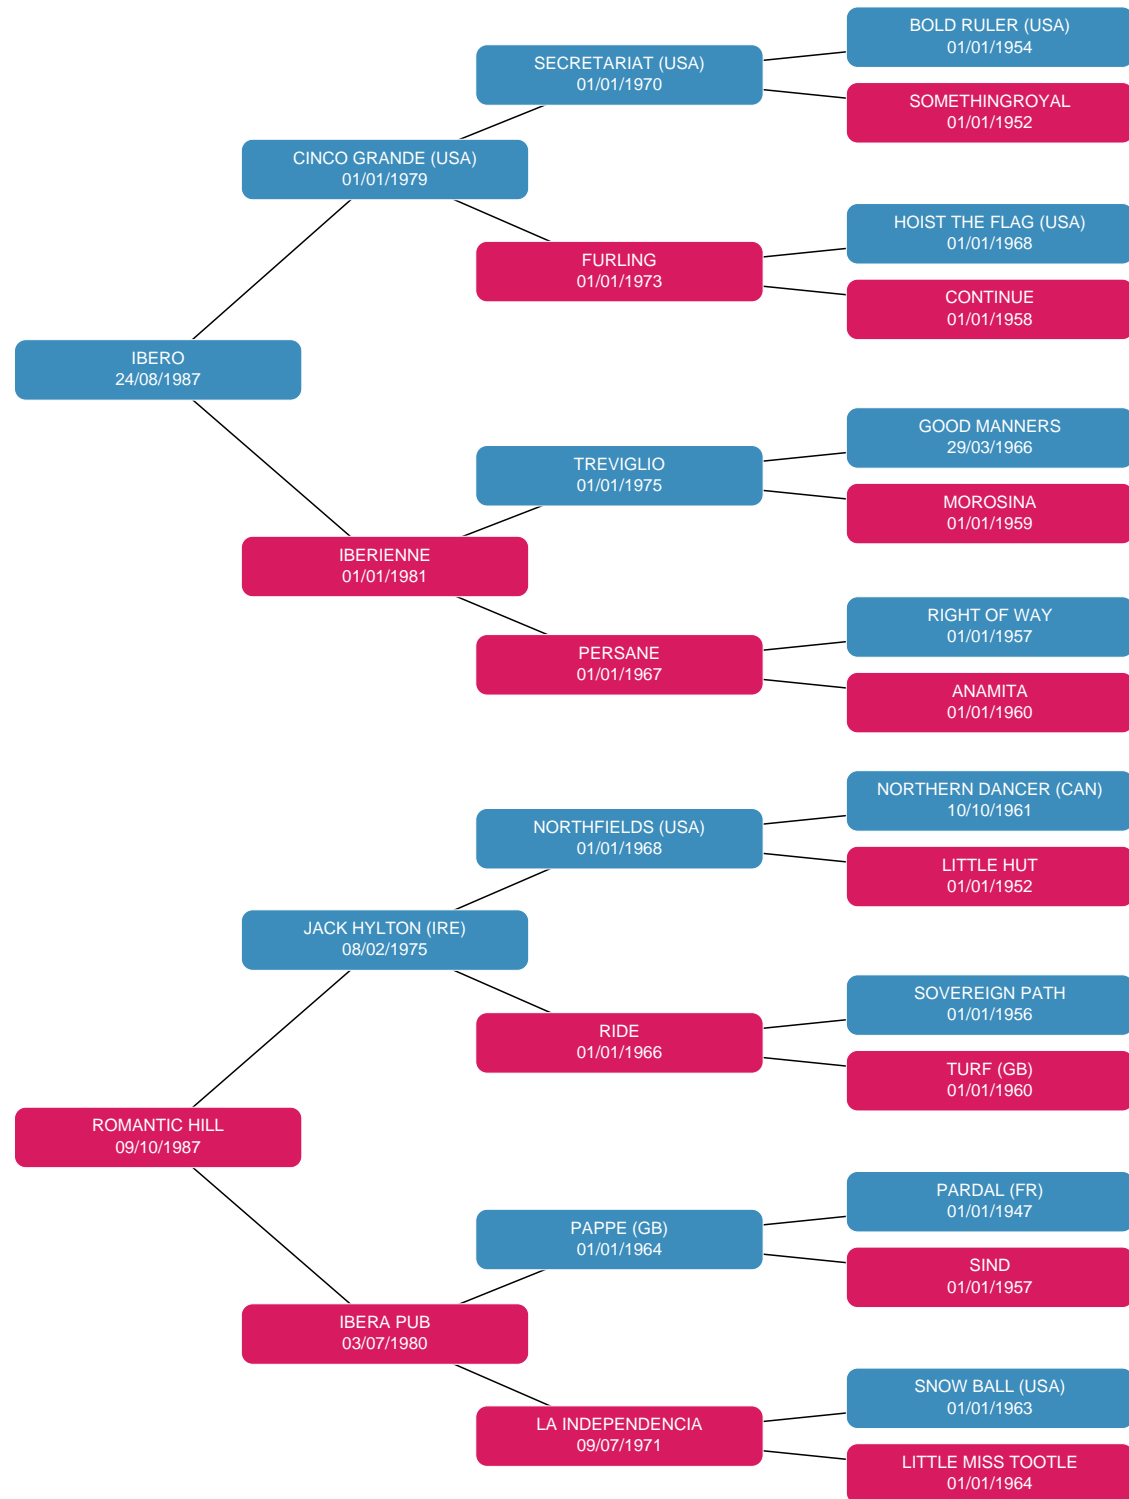 BOLD RULER (USA)
01/01/1954
SECRETARIAT (USA)
01/01/1970
SOMETHINGROYAL
01/01/1952
CINCO GRANDE (USA)
01/01/1979
HOIST THE FLAG (USA)
01/01/1968
FURLING
01/01/1973
CONTINUE
01/01/1958
IBERO
24/08/1987
GOOD MANNERS
29/03/1966
TREVIGLIO
01/01/1975
MOROSINA
01/01/1959
IBERIENNE
01/01/1981
RIGHT OF WAY
01/01/1957
PERSANE
01/01/1967
ANAMITA
01/01/1960
NORTHERN DANCER (CAN)
10/10/1961
NORTHFIELDS (USA)
01/01/1968
LITTLE HUT
01/01/1952
JACK HYLTON (IRE)
08/02/1975
SOVEREIGN PATH
01/01/1956
RIDE
01/01/1966
TURF (GB)
01/01/1960
ROMANTIC HILL
09/10/1987
PARDAL (FR)
01/01/1947
PAPPE (GB)
01/01/1964
SIND
01/01/1957
IBERA PUB
03/07/1980
SNOW BALL (USA)
01/01/1963
LA INDEPENDENCIA
09/07/1971
LITTLE MISS TOOTLE
01/01/1964